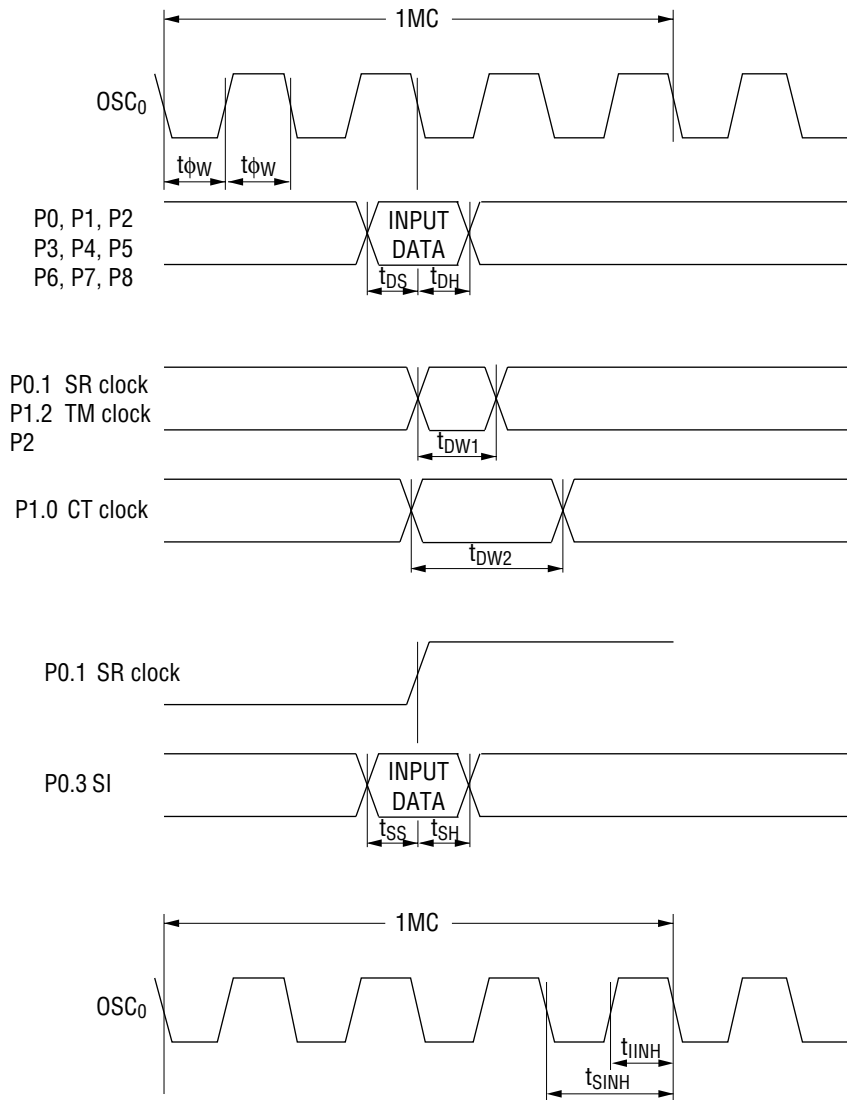 1MC
OSC₀
tϕW tϕW
P0, P1, P2
P3, P4, P5
P6, P7, P8
INPUT
DATA
tDS tDH
P0.1 SR clock
P1.2 TM clock
P2
tDW1
P1.0 CT clock
tDW2
P0.1 SR clock
P0.3 SI
INPUT
DATA
tSS tSH
1MC
OSC₀
tIINH
tSINH